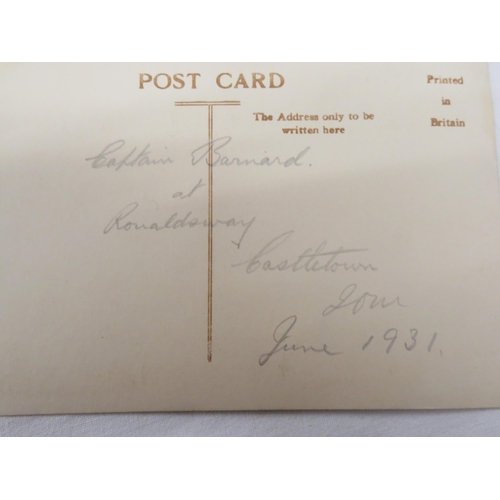 POST CARD
Printed
in
Britain
The Address only to be
written here
Captain Barnard.
at
Ronaldsway
Castletown
IOM
June 1931.